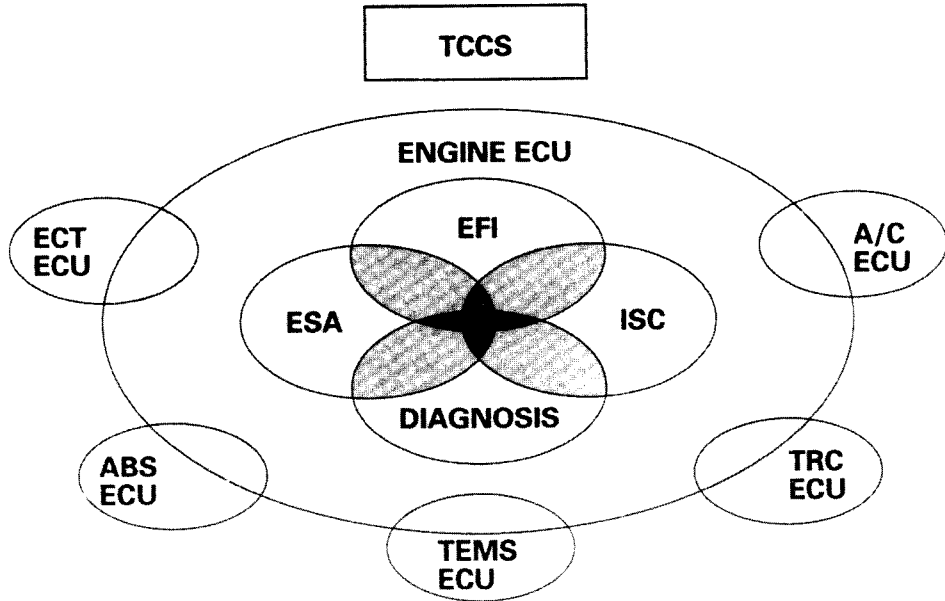 TCCS
ENGINE ECU
EFI
ECT
ECU
A/C
ECU
ESA
ISC
DIAGNOSIS
ABS
ECU
TRC
ECU
TEMS
ECU